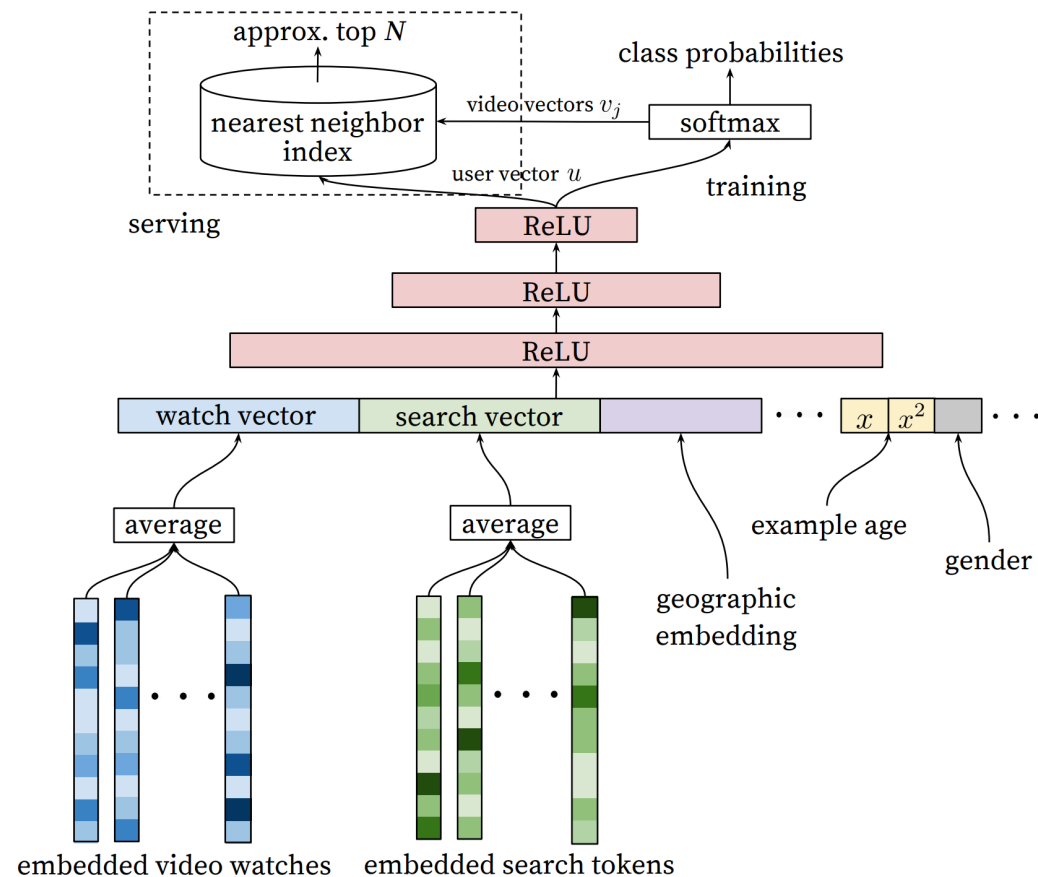 approx. top N
class probabilities
nearest neighbor
index
video vectors v_j
softmax
user vector u
training
serving
ReLU
ReLU
ReLU
watch vector
search vector
x
x²
average
average
example age
gender
geographic
embedding
embedded video watches
embedded search tokens